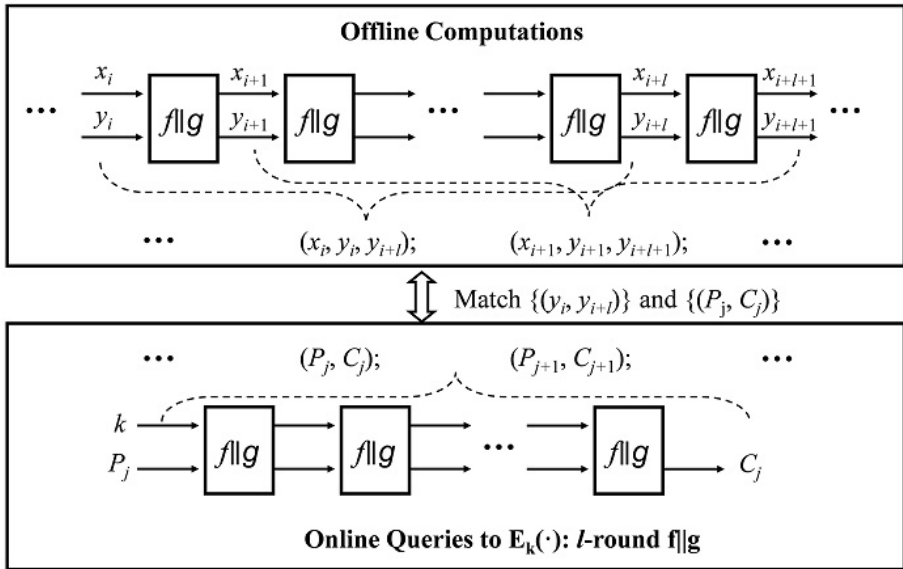 Offline Computations
x_i x_{i+1} x_{i+l} x_{i+l+1}
... f||g f||g ... f||g f||g ...
y_i y_{i+1} y_{i+l} y_{i+l+1}
... (x_i, y_i, y_{i+l}); (x_{i+1}, y_{i+1}, y_{i+l+1}); ...
Match {(y_i, y_{i+l})} and {(P_j, C_j)}
... (P_j, C_j); (P_{j+1}, C_{j+1}); ...
k
f||g f||g ... f||g
P_j C_j
Online Queries to E_k(·): l-round f||g